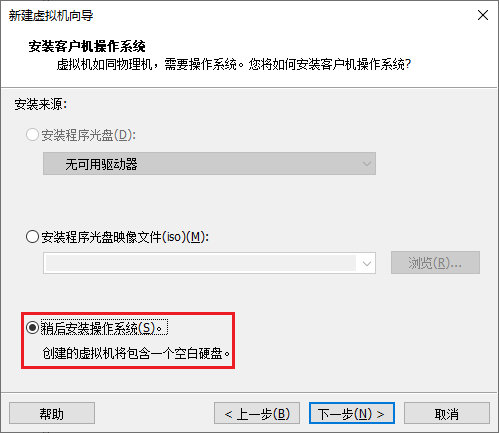 新建虚拟机向导
安装客户机操作系统
虚拟机如同物理机，需要操作系统。您将如何安装客户机操作系统?
安装来源:
安装程序光盘(D):
无可用驱动器
安装程序光盘映像文件(iso)(M):
浏览(R)...
稍后安装操作系统(S)。
创建的虚拟机将包含一个空白硬盘。
帮助
< 上一步(B)
下一步(N) >
取消